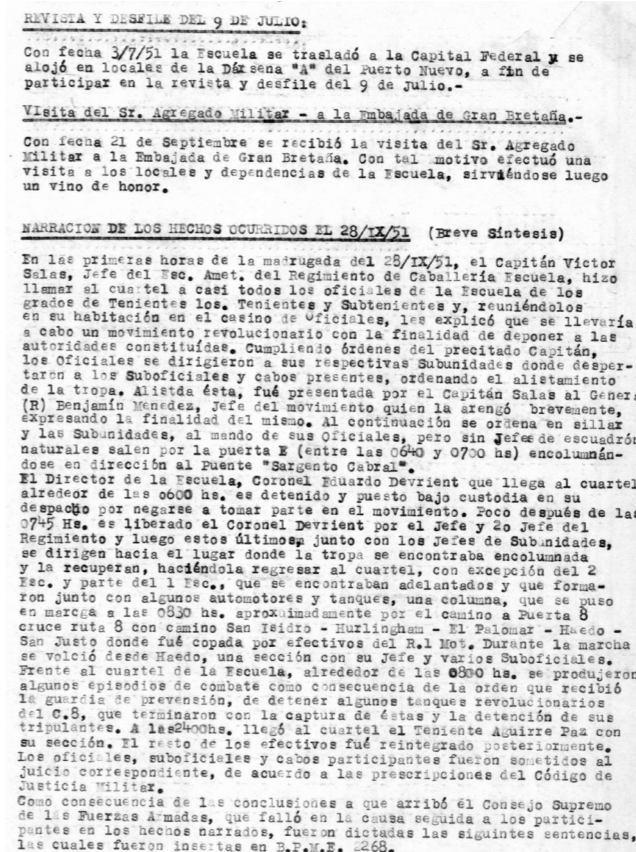 REVISTA Y DESFILE DEL 9 DE JULIO:
Con fecha 3/7/51 la Escuela se trasladó a la Capital Federal y se
alojó en locales de la Dársena "A" del Puerto Nuevo, a fin de
participar en la revista y desfile del 9 de Julio.-
VIsita del Sr. Agregado Militar - a la Embajada de Gran Bretaña.-
Con fecha 21 de Septiembre se recibió la visita del Sr. Agregado
Militar a la Embajada de Gran Bretaña. Con tal motivo efectuó una
visita a los locales y dependencias de la Escuela, sirviéndose luego
un vino de honor.
NARRACION DE LOS HECHOS OCURRIDOS EL 28/IX/51 (Breve Síntesis)
En las primeras horas de la madrugada del 28/IX/51, el Capitán Víctor
Salas, Jefe del Esc. Amet. del Regimiento de Caballería Escuela, hizo
llamar al cuartel a casi todos los oficiales de la Escuela de los
grados de Tenientes los. Tenientes y Subtenientes y, reuniéndolos
en su habitación en el casino de Oficiales, les explicó que se llevaría
a cabo un movimiento revolucionario con la finalidad de deponer a las
autoridades constituídas. Cumpliendo órdenes del precitado Capitán,
los Oficiales se dirigieron a sus respectivas Subunidades donde desper-
taron a los Suboficiales y cabos presentes, ordenando el alistamiento
de la tropa. Alistda ésta, fué presentada por el Capitán Salas al Genera
(R) Benjamín Menedez, Jefe del movimiento quien la arengó brevemente,
expresando la finalidad del mismo. Al continuación se ordena en sillar
y las Subunidades, al mando de sus Oficiales, pero sin Jefes de escuadrón
naturales salen por la puerta E (entre las 0640 y 0700 hs) encolumnán-
dose en dirección al Puente "Sargento Cabral".
El Director de la Escuela, Coronel Eduardo Devrient que llega al cuartel
alredeor de las 0600 hs. es detenido y puesto bajo custodia en su
despacho por negarse a tomar parte en el movimiento. Poco después de las
0745 Hs. es liberado el Coronel Devrient por el Jefe y 2o Jefe del
Regimiento y luego estos últimos, junto con los Jefes de Subunidades,
se dirigen hacia el lugar donde la tropa se encontraba encolumnada
y la recuperan, haciéndola regresar al cuartel, con excepción del 2
Esc. y parte del 1 Esc., que se encontraban adelantados y que forma-
ron junto con algunos automotores y tanques, una columna, que se puso
en marcga a las 0830 hs. aproximadamente por el camino a Puerta 8
cruce ruta 8 con camino San Isidro - Hurlingham - El Palomar - Haedo -
San Justo donde fué copada por efectivos del R.1 Mot. Durante la marcha
se volció desde Haedo, una sección con su Jefe y varios Suboficiales.
Frente al cuartel de la Escuela, alrededor de las 0800 hs. se produjeron
algunos episodios de combate como consecuencia de la orden que recibió
la guardia de prevensión, de detener algunos tanques revolucionarios
del C.8, que terminaron con la captura de éstas y la detención de sus
tripulantes. A las2400hs. llegó al cuartel el Teniente Aguirre Paz con
su sección. El resto de los efectivos fué reintegrado posteriormente.
Los oficiales, suboficiales y cabos participantes fueron sometidos al
juicio correspondiente, de acuerdo a las prescripciones del Código de
Justicia Militar.
Como consecuencia de las conclusiones a que arribó el Consejo Supremo
de las Fuerzas Armadas, que falló en la causa seguida a los partici-
pantes en los hechos narrados, fueron dictadas las siguintes sentencias,
las cuales fueron insertas en B.P.M.E. 2268.